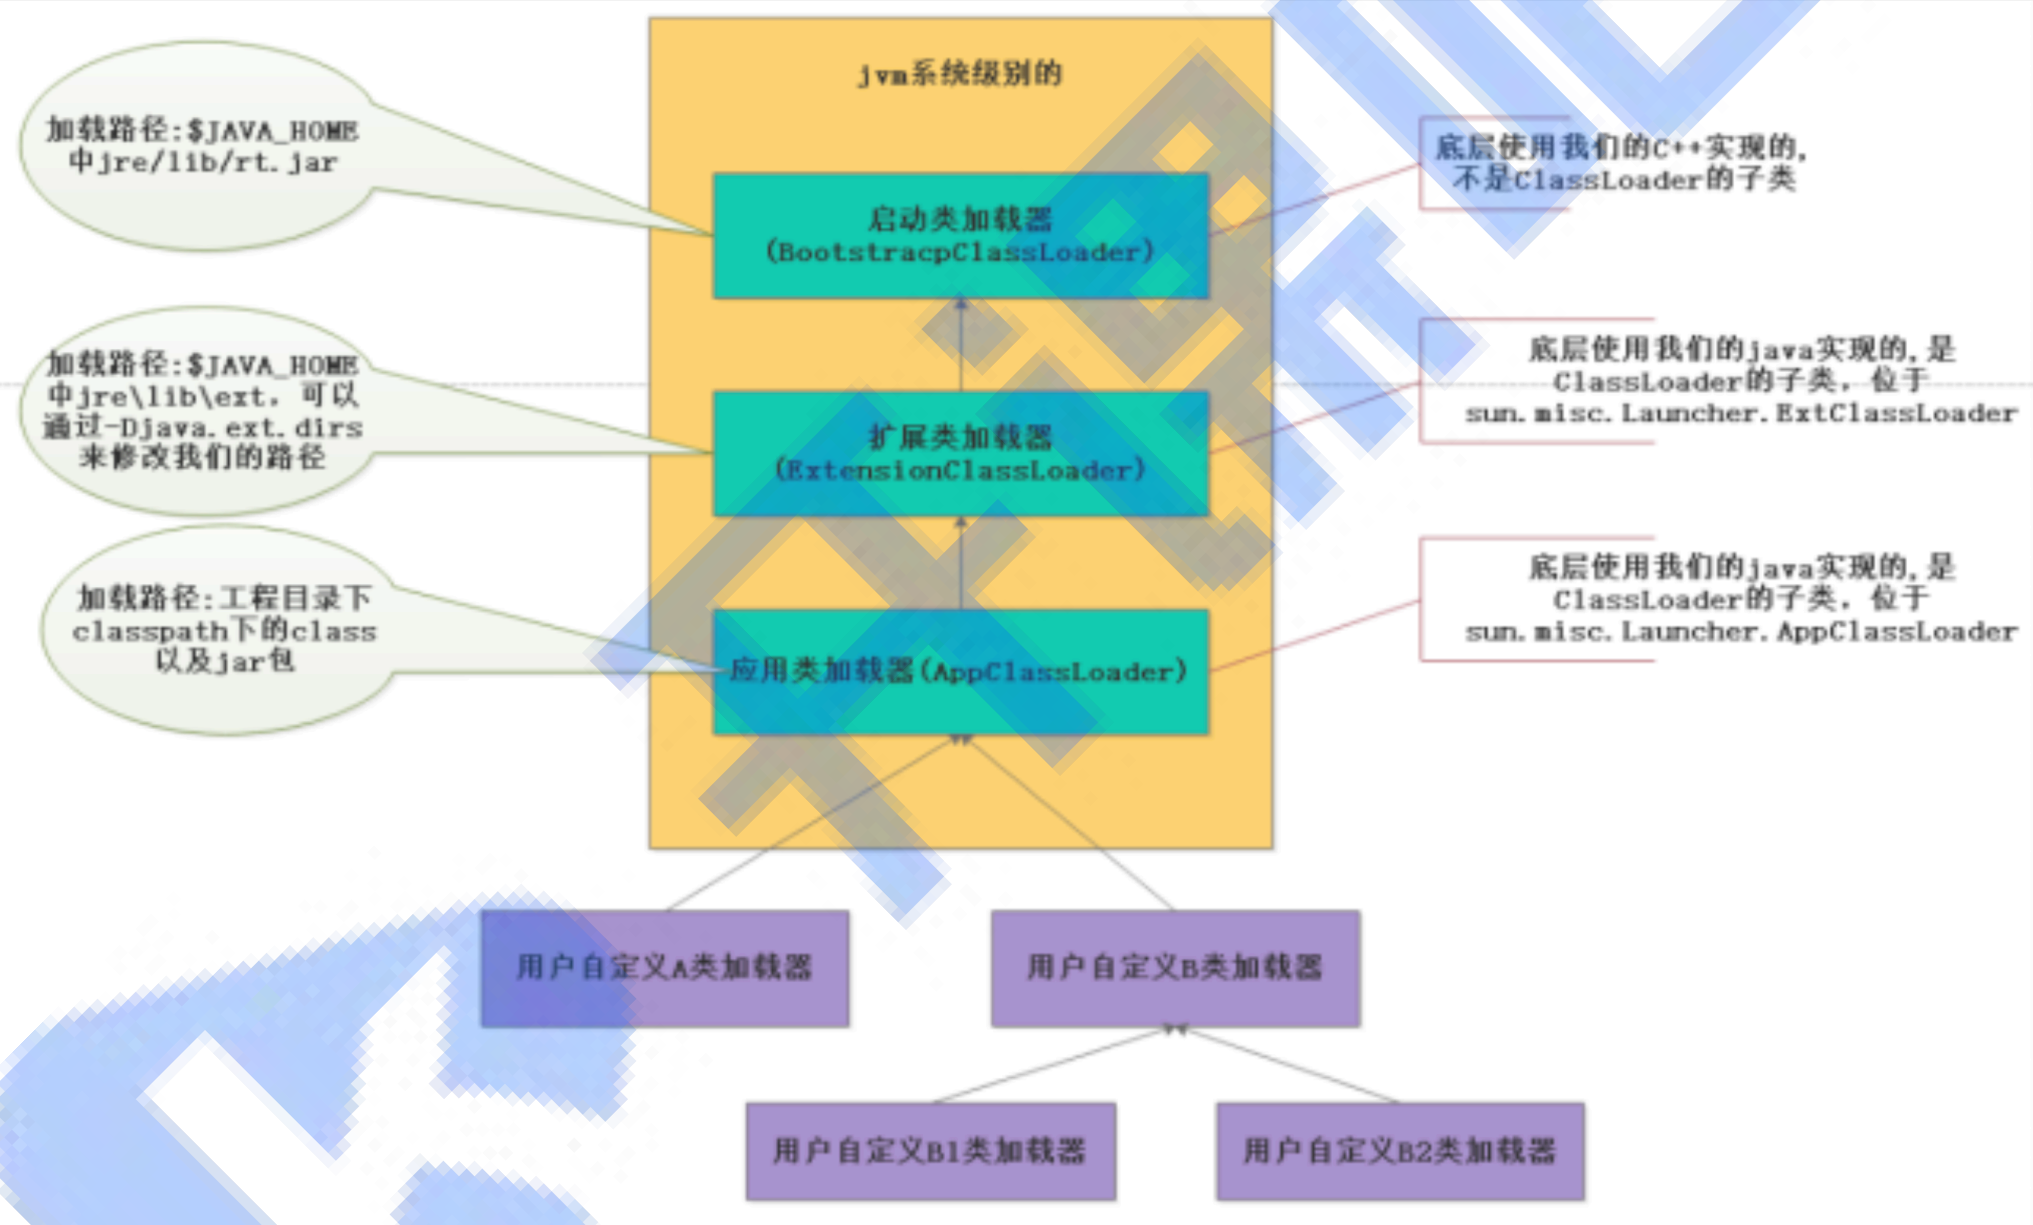 jvm系统级别的
加载路径:$JAVA_HOME
中jre/lib/rt.jar
启动类加载器
(BootstracpClassLoader)
底层使用我们的C++实现的,
不是ClassLoader的子类
加载路径:$JAVA_HOME
中jre\lib\ext，可以
通过-Djava.ext.dirs
来修改我们的路径
扩展类加载器
(ExtensionClassLoader)
底层使用我们的java实现的,是
ClassLoader的子类，位于
sun.misc.Launcher.ExtClassLoader
加载路径:工程目录下
classpath下的class
以及jar包
应用类加载器(AppClassLoader)
底层使用我们的java实现的,是
ClassLoader的子类，位于
sun.misc.Launcher.AppClassLoader
用户自定义A类加载器
用户自定义B类加载器
用户自定义B1类加载器
用户自定义B2类加载器